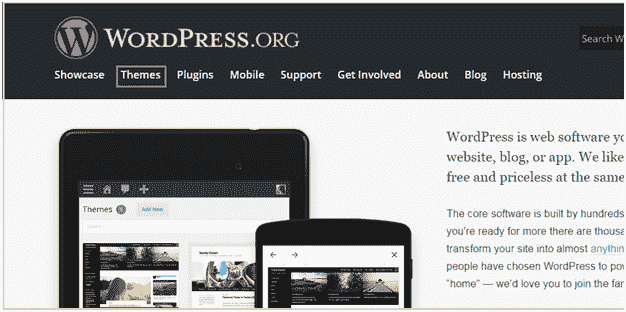 WORDPRESS.ORG
Search W
Showcase Themes Plugins Mobile Support Get Involved About Blog Hosting
WordPress is web software yo
website, blog, or app. We like
free and priceless at the same
The core software is built by hundreds
you're ready for more there are thousa
transform your site into almost anythin
people have chosen WordPress to pow
"home" — we'd love you to join the fam
Themes
Add New
Search